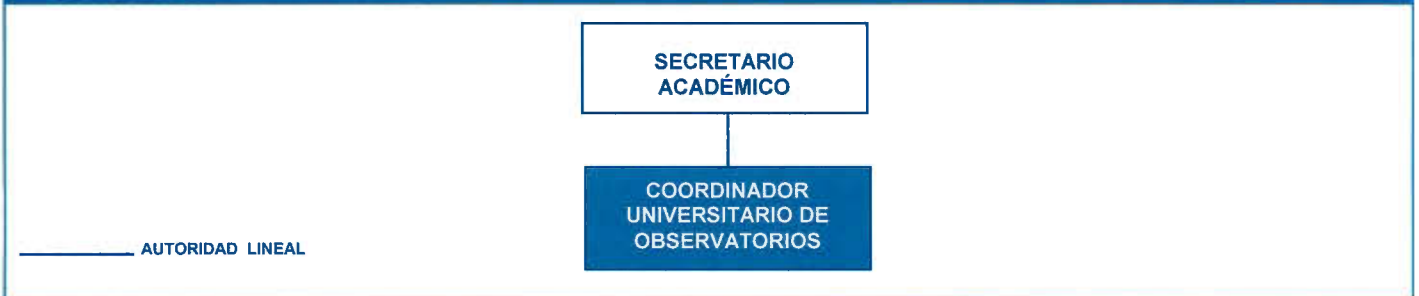 SECRETARIO
ACADÉMICO
COORDINADOR
UNIVERSITARIO DE
OBSERVATORIOS
AUTORIDAD LINEAL